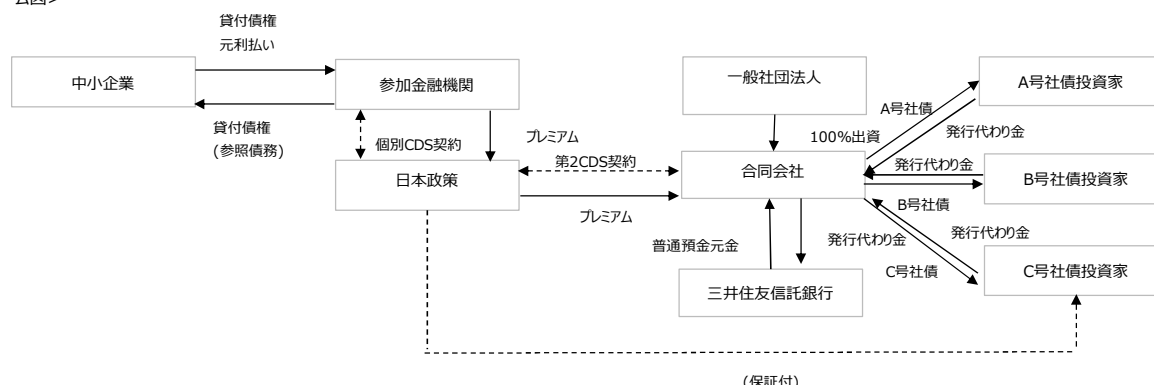 貸付債権
元利払い
中小企業
参加金融機関
一般社団法人
A号社債投資家
A号社債
貸付債権
(参照債務)
個別CDS契約
プレミアム
100%出資
発行代わり金
日本政策
第2CDS契約
合同会社
発行代わり金
B号社債投資家
プレミアム
B号社債
普通預金元金
発行代わり金
発行代わり金
C号社債
三井住友信託銀行
C号社債投資家
(保証付)